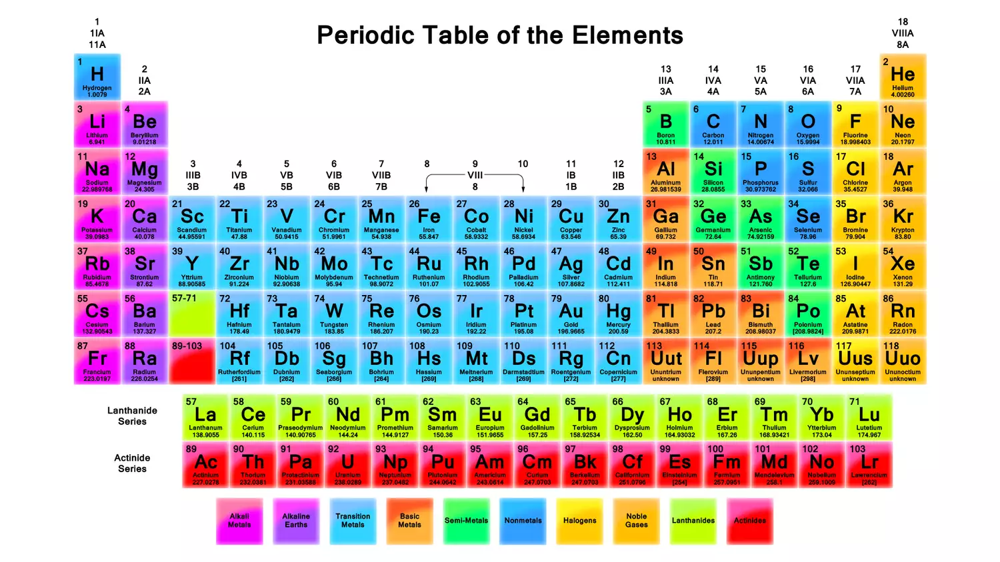 Periodic Table of the Elements
1 18
1IA VIIIA
11A 8A
1 2
H He
Hydrogen Helium
1.0079 4.00260
2 13 14 15 16 17
IIA IIIA IVA VA VIA VIIA
2A 3A 4A 5A 6A 7A
3 4 5 6 7 8 9 10
Li Be B C N O F Ne
Lithium Beryllium Boron Carbon Nitrogen Oxygen Fluorine Neon
6.941 9.01218 10.811 12.011 14.00674 15.9994 18.998403 20.1797
11 12 13 14 15 16 17 18
Na Mg Al Si P S Cl Ar
Sodium Magnesium Aluminum Silicon Phosphorus Sulfur Chlorine Argon
22.989768 24.305 26.981539 28.0855 30.973762 32.066 35.4527 39.948
3 4 5 6 7 8 9 10 11 12
IIIB IVB VB VIB VIIB VIII IB IIB
3B 4B 5B 6B 7B 8 1B 2B
19 20 21 22 23 24 25 26 27 28 29 30 31 32 33 34 35 36
K Ca Sc Ti V Cr Mn Fe Co Ni Cu Zn Ga Ge As Se Br Kr
Potassium Calcium Scandium Titanium Vanadium Chromium Manganese Iron Cobalt Nickel Copper Zinc Gallium Germanium Arsenic Selenium Bromine Krypton
39.0983 40.078 44.95591 47.88 50.9415 51.9961 54.938 55.847 58.9332 58.6934 63.546 65.39 69.732 72.64 74.92159 78.96 79.904 83.80
37 38 39 40 41 42 43 44 45 46 47 48 49 50 51 52 53 54
Rb Sr Y Zr Nb Mo Tc Ru Rh Pd Ag Cd In Sn Sb Te I Xe
Rubidium Strontium Yttrium Zirconium Niobium Molybdenum Technetium Ruthenium Rhodium Palladium Silver Cadmium Indium Tin Antimony Tellurium Iodine Xenon
85.4678 87.62 88.90585 91.224 92.90638 95.94 98.9072 101.07 102.9055 106.42 107.8682 112.411 114.818 118.71 121.760 127.6 126.90447 131.29
55 56 57-71 72 73 74 75 76 77 78 79 80 81 82 83 84 85 86
Cs Ba Hf Ta W Re Os Ir Pt Au Hg Tl Pb Bi Po At Rn
Cesium Barium Hafnium Tantalum Tungsten Rhenium Osmium Iridium Platinum Gold Mercury Thallium Lead Bismuth Polonium Astatine Radon
132.90543 137.327 178.49 180.9479 183.85 186.207 190.23 192.22 195.08 196.9665 200.59 204.3833 207.2 208.98037 [208.9824] 209.9871 222.0176
87 88 89-103 104 105 106 107 108 109 110 111 112 113 114 115 116 117 118
Fr Ra Rf Db Sg Bh Hs Mt Ds Rg Cn Uut Fl Uup Lv Uus Uuo
Francium Radium Rutherfordium Dubnium Seaborgium Bohrium Hassium Meitnerium Darmstadtium Roentgenium Copernicium Ununtrium Flerovium Ununpentium Livermorium Ununseptium Ununoctium
223.0197 226.0254 [261] [262] [266] [264] [269] [268] [269] [272] [277] unknown [289] unknown [298] unknown unknown
Lanthanide
Series
57 58 59 60 61 62 63 64 65 66 67 68 69 70 71
La Ce Pr Nd Pm Sm Eu Gd Tb Dy Ho Er Tm Yb Lu
Lanthanum Cerium Praseodymium Neodymium Promethium Samarium Europium Gadolinium Terbium Dysprosium Holmium Erbium Thulium Ytterbium Lutetium
138.9055 140.115 140.90765 144.24 144.9127 150.36 151.9655 157.25 158.92534 162.50 164.93032 167.26 168.93421 173.04 174.967
Actinide
Series
89 90 91 92 93 94 95 96 97 98 99 100 101 102 103
Ac Th Pa U Np Pu Am Cm Bk Cf Es Fm Md No Lr
Actinium Thorium Protactinium Uranium Neptunium Plutonium Americium Curium Berkelium Californium Einsteinium Fermium Mendelevium Nobelium Lawrencium
227.0278 232.0381 231.03588 238.0289 237.0482 244.0642 243.0614 247.0703 247.0703 251.0796 [254] 257.0951 258.1 259.1009 [262]
Alkali
Metals
Alkaline
Earths
Transition
Metals
Basic
Metals
Semi-Metals
Nonmetals
Halogens
Noble
Gases
Lanthanides
Actinides